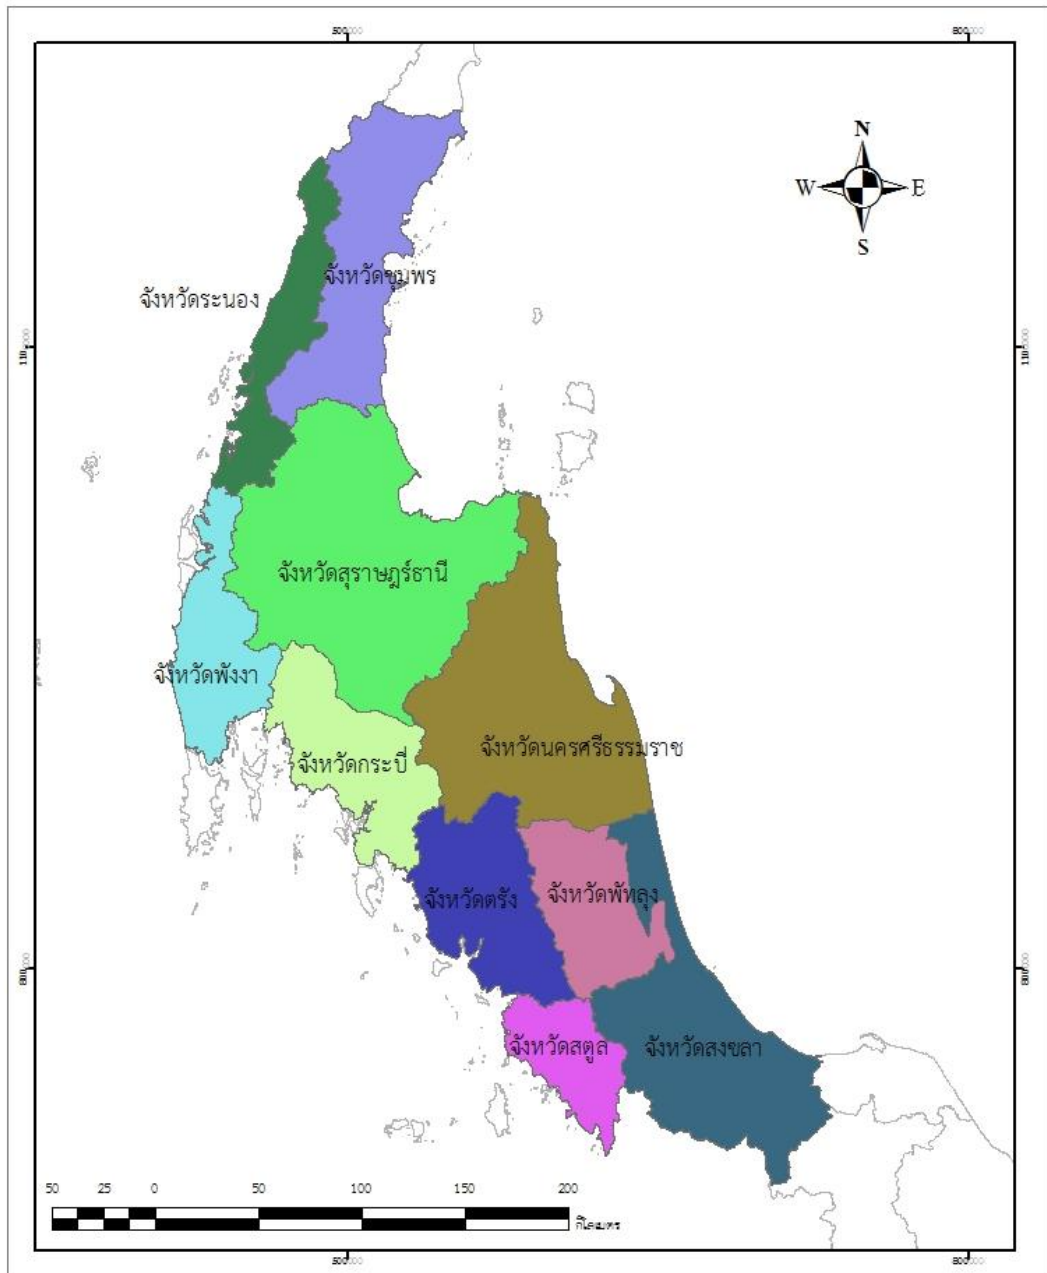 500000
800000
N
W
E
S
จังหวัดชุมพร
จังหวัดระนอง
จังหวัดสุราษฎร์ธานี
จังหวัดพังงา
จังหวัดนครศรีธรรมราช
จังหวัดกระบี่
จังหวัดตรัง
จังหวัดพัทลุง
จังหวัดสตูล
จังหวัดสงขลา
50 25 0 50 100 150 200
กิโลเมตร
500000
800000